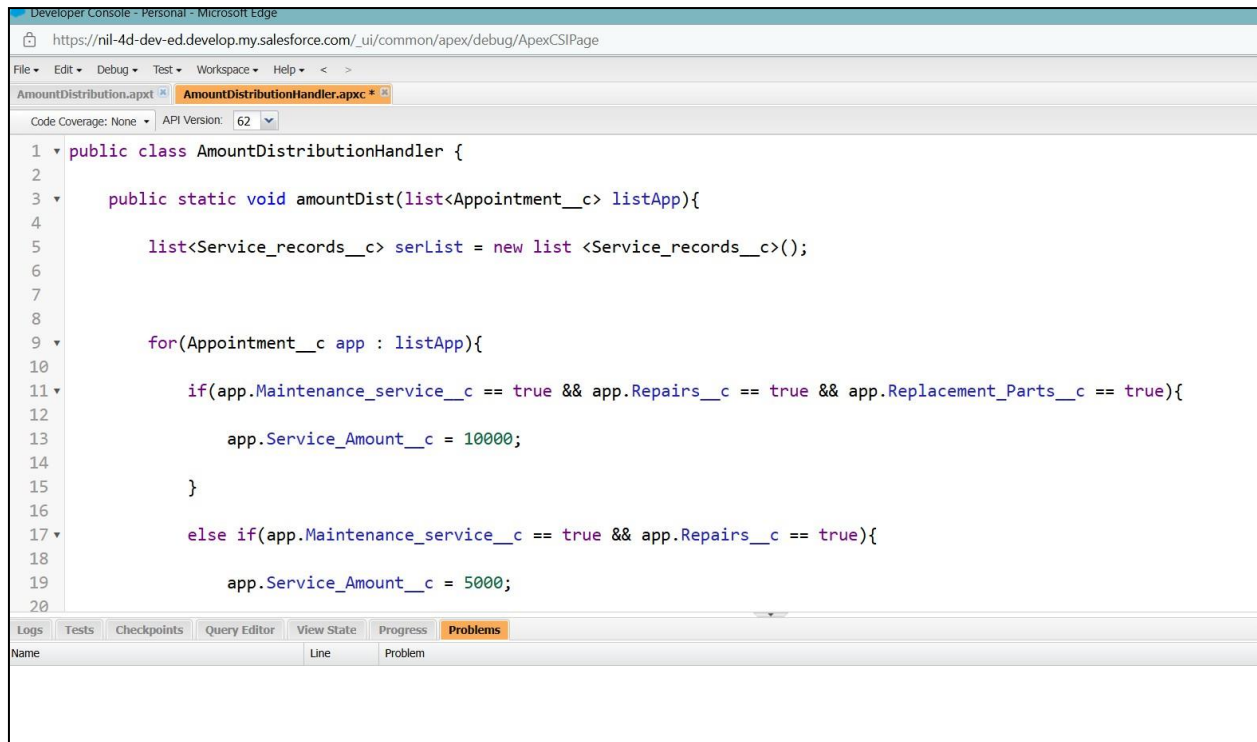 Developer Console - Personal - Microsoft Edge
https://nil-4d-dev-ed.develop.my.salesforce.com/_ui/common/apex/debug/ApexCSIPage
File Edit Debug Test Workspace Help < >
AmountDistribution.apxt AmountDistributionHandler.apxc *
Code Coverage: None API Version: 62
1 public class AmountDistributionHandler {
2
3 public static void amountDist(list<Appointment__c> listApp){
4
5 list<Service_records__c> serList = new list <Service_records__c>();
6
7
8
9 for(Appointment__c app : listApp){
10
11 if(app.Maintenance_service__c == true && app.Repairs__c == true && app.Replacement_Parts__c == true){
12
13 app.Service_Amount__c = 10000;
14
15 }
16
17 else if(app.Maintenance_service__c == true && app.Repairs__c == true){
18
19 app.Service_Amount__c = 5000;
20
Logs Tests Checkpoints Query Editor View State Progress Problems
Name Line Problem